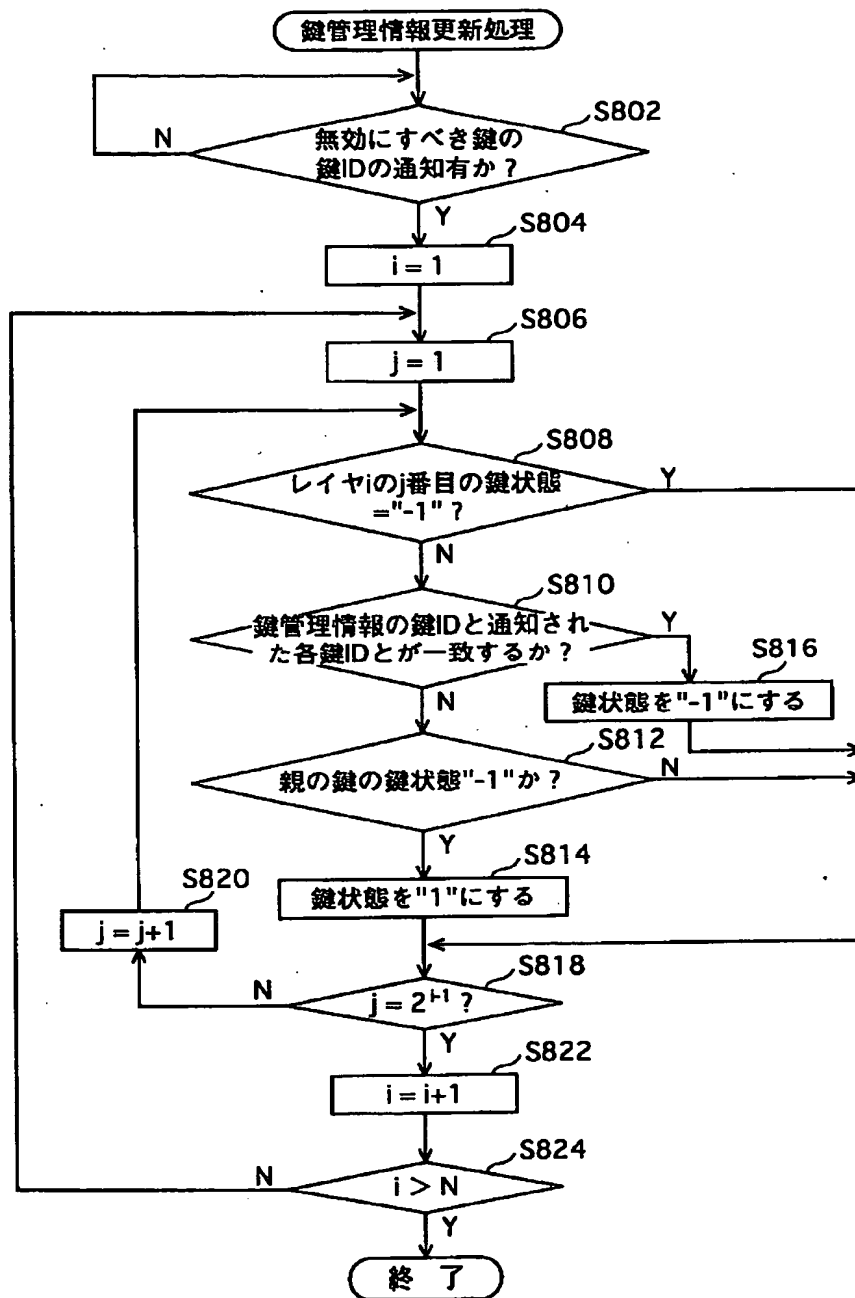 鍵管理情報更新処理
S802
N
無効にすべき鍵の
鍵IDの通知有か？
Y
S804
i = 1
S806
j = 1
S808
レイヤiのj番目の鍵状態
="-1"？
Y
N
S810
鍵管理情報の鍵IDと通知され
た各鍵IDとが一致するか？
Y
S816
鍵状態を"-1"にする
N
S812
親の鍵の鍵状態"-1"か？
N
Y
S814
鍵状態を"1"にする
S820
j = j+1
S818
N
j = 2^{i-1}？
Y
S822
i = i+1
S824
N
i > N
Y
終 了